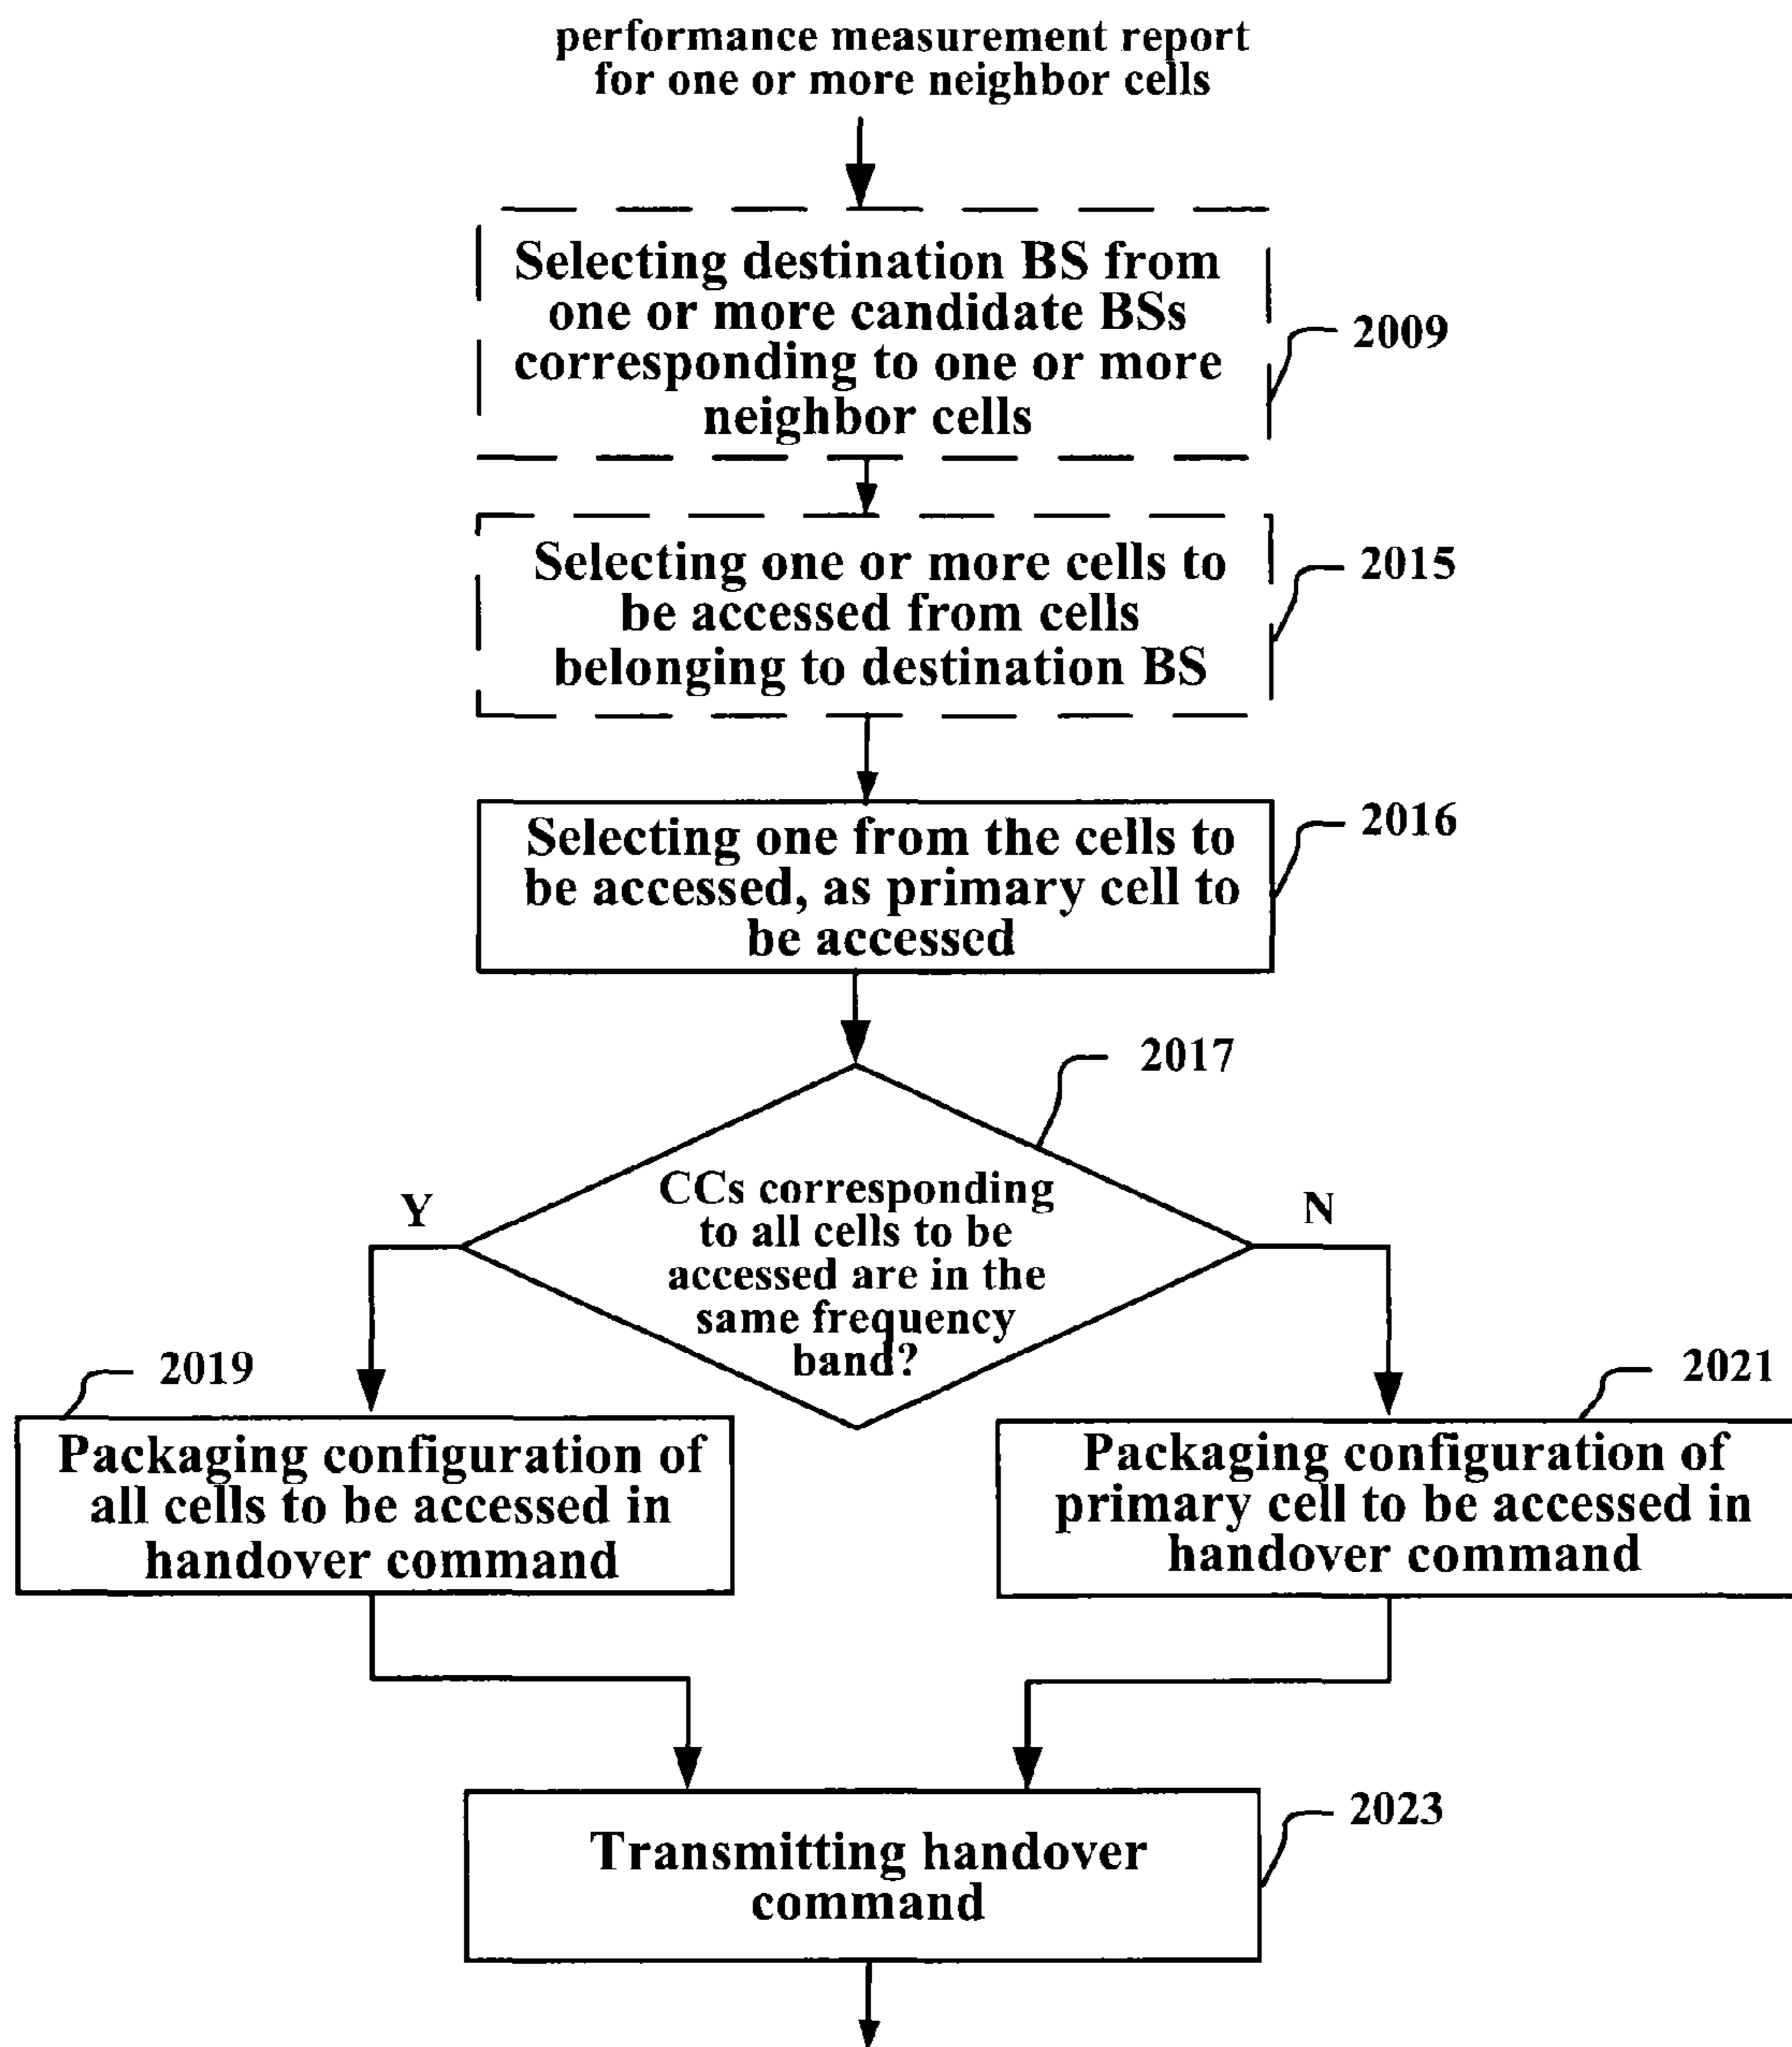 performance measurement report
for one or more neighbor cells
Selecting destination BS from
one or more candidate BSs
corresponding to one or more
neighbor cells
2009
Selecting one or more cells to
be accessed from cells
belonging to destination BS
2015
Selecting one from the cells to
be accessed, as primary cell to
be accessed
2016
2017
CCs corresponding
to all cells to be
accessed are in the
same frequency
band?
Y
N
2019
2021
Packaging configuration of
all cells to be accessed in
handover command
Packaging configuration of
primary cell to be accessed in
handover command
Transmitting handover
command
2023